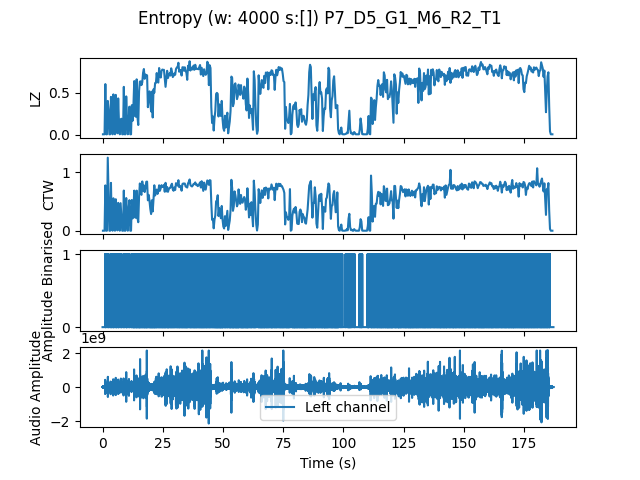 Entropy (w: 4000 s:[]) P7_D5_G1_M6_R2_T1
LZ
0.5
0.0
CTW
1
0
Amplitude Binarised
1
0
1e9
Audio Amplitude
2
0
−2
Left channel
0
25
50
75
100
125
150
175
Time (s)